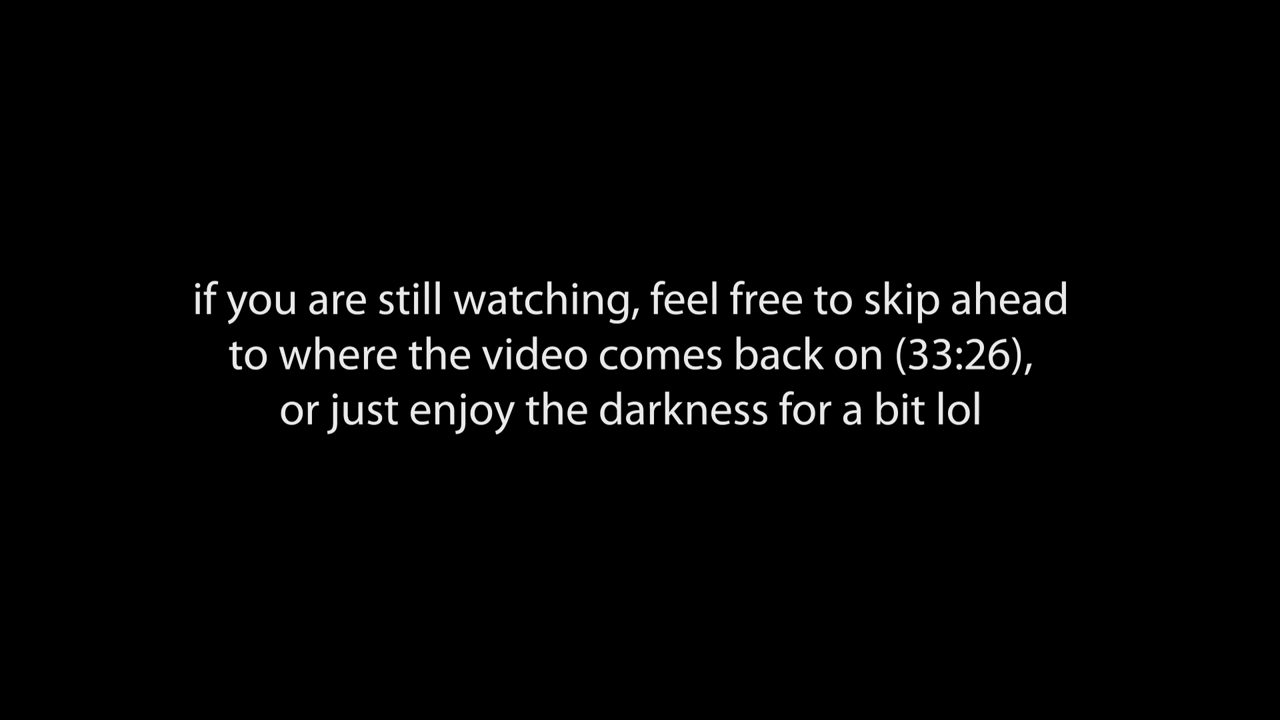 if you are still watching, feel free to skip ahead
to where the video comes back on (33:26),
or just enjoy the darkness for a bit lol